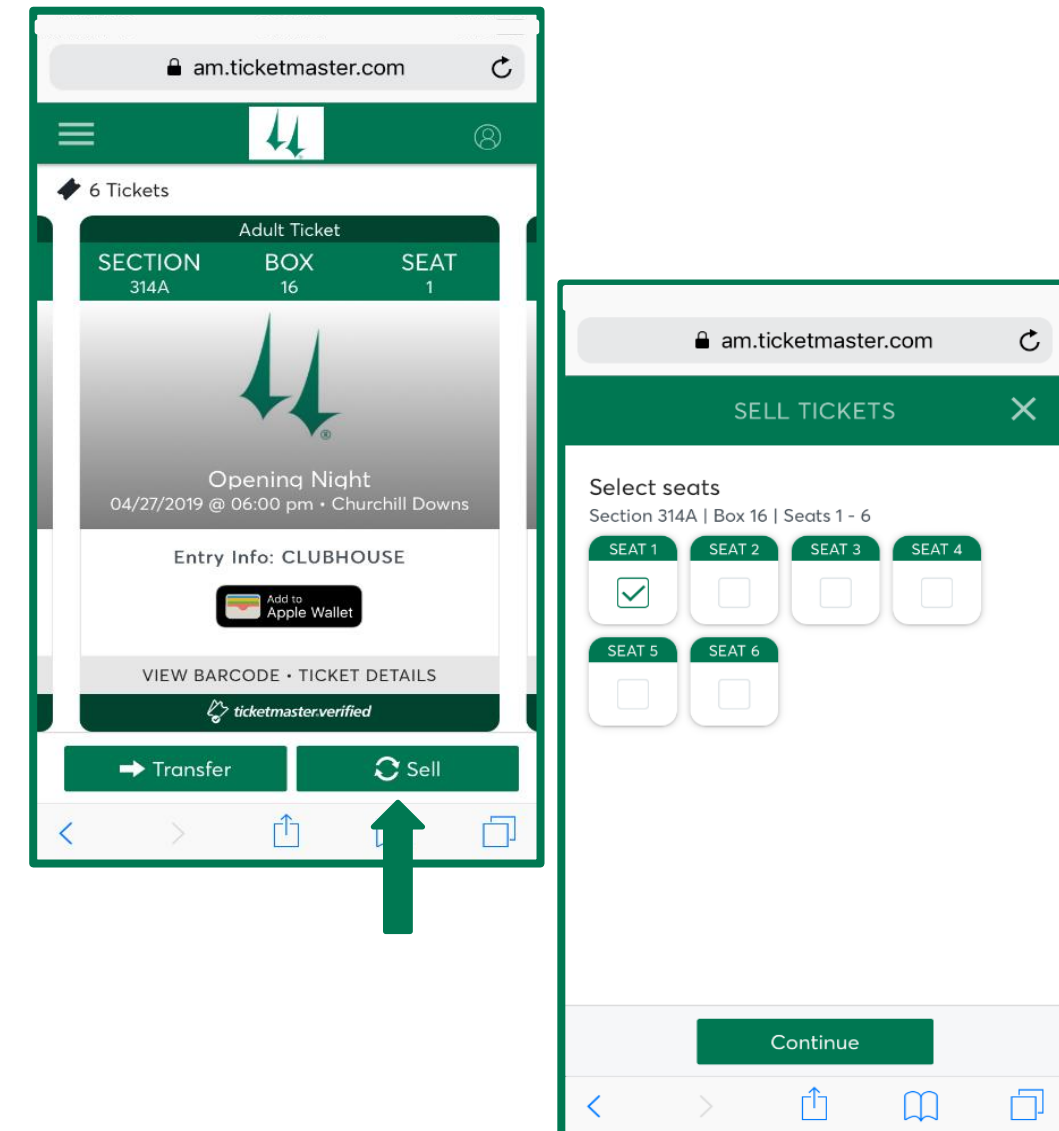 am.ticketmaster.com
6 Tickets
Adult Ticket
SECTION BOX SEAT
314A 16 1
®
Opening Night
04/27/2019 @ 06:00 pm • Churchill Downs
Entry Info: CLUBHOUSE
Add to
Apple Wallet
VIEW BARCODE • TICKET DETAILS
ticketmaster.verified
Transfer Sell
am.ticketmaster.com
SELL TICKETS
Select seats
Section 314A | Box 16 | Seats 1 - 6
SEAT 1 SEAT 2 SEAT 3 SEAT 4
SEAT 5 SEAT 6
Continue